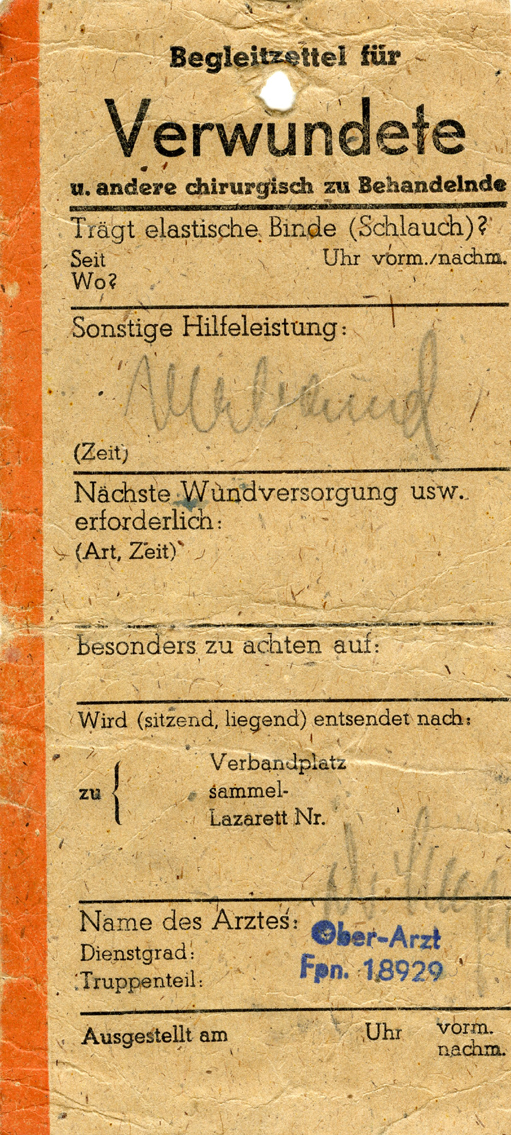 Begleitzettel für
Verwundete
u. andere chirurgisch zu Behandelnde
Trägt elastische Binde (Schlauch)?
Seit Uhr vorm./nachm.
Wo?
Sonstige Hilfeleistung:
(Zeit)
Nächste Wundversorgung usw.
erforderlich:
(Art, Zeit)
Besonders zu achten auf:
Wird (sitzend, liegend) entsendet nach:
Verbandplatz
zu { sammel-
Lazarett Nr.
Name des Arztes:
Ober-Arzt
Dienstgrad:
Fpn. 18929
Truppenteil:
Ausgestellt am Uhr vorm.
nachm.